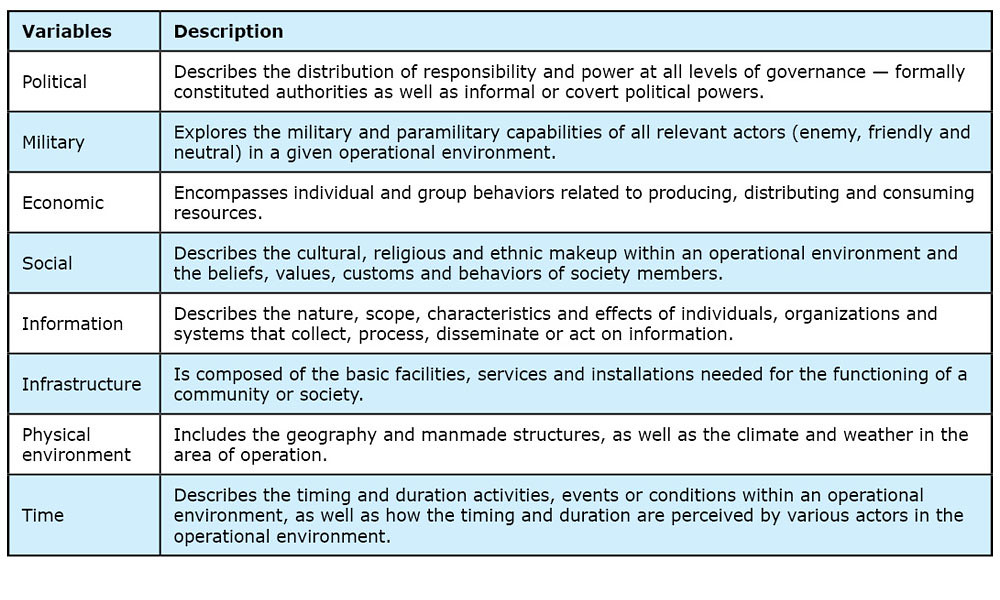 Variables Description
Political
Describes the distribution of responsibility and power at all levels of governance — formally
constituted authorities as well as informal or covert political powers.
Military
Explores the military and paramilitary capabilities of all relevant actors (enemy, friendly and
neutral) in a given operational environment.
Economic
Encompasses individual and group behaviors related to producing, distributing and consuming
resources.
Social
Describes the cultural, religious and ethnic makeup within an operational environment and
the beliefs, values, customs and behaviors of society members.
Information
Describes the nature, scope, characteristics and effects of individuals, organizations and
systems that collect, process, disseminate or act on information.
Infrastructure
Is composed of the basic facilities, services and installations needed for the functioning of a
community or society.
Physical
environment
Includes the geography and manmade structures, as well as the climate and weather in the
area of operation.
Time
Describes the timing and duration activities, events or conditions within an operational
environment, as well as how the timing and duration are perceived by various actors in the
operational environment.